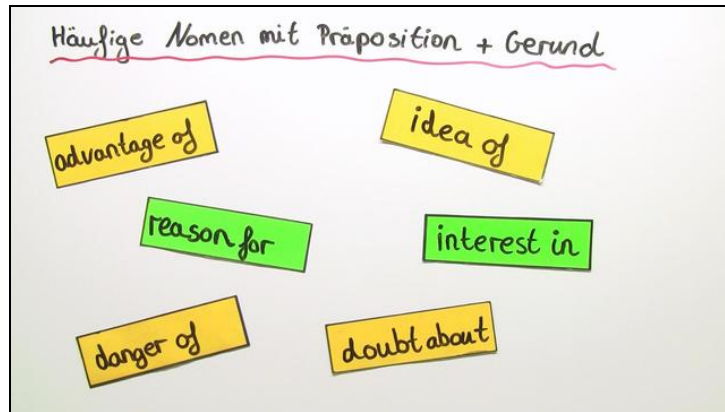 Häufige Nomen mit Präposition + Gerund
advantage of
idea of
reason for
interest in
danger of
doubt about